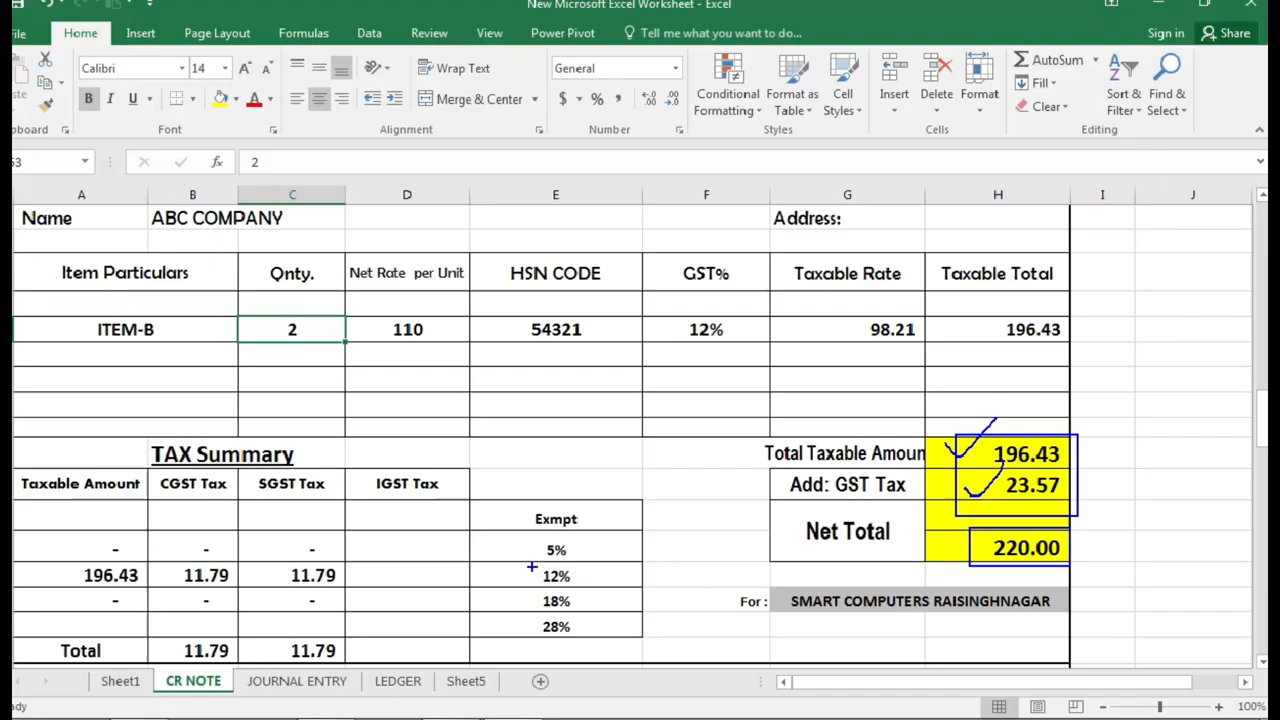 New Microsoft Excel Worksheet - Excel
Home Insert Page Layout Formulas Data Review View Power Pivot Tell me what you want to do... Sign in Share
Calibri 14 Wrap Text General AutoSum
Fill
B I U Merge & Center $ % Conditional Formatting Format as Table Cell Styles Insert Delete Format Clear Sort & Filter Find & Select
Font Alignment Number Styles Cells Editing
2
A B C D E F G H I J
Name ABC COMPANY Address:
Item Particulars Qnty. Net Rate per Unit HSN CODE GST% Taxable Rate Taxable Total
ITEM-B 2 110 54321 12% 98.21 196.43
TAX Summary Total Taxable Amoun 196.43
Taxable Amount CGST Tax SGST Tax IGST Tax Add: GST Tax 23.57
Exmpt
Net Total
- - - 5% 220.00
196.43 11.79 11.79 12%
- - - 18% For : SMART COMPUTERS RAISINGHNAGAR
28%
Total 11.79 11.79
Sheet1 CR NOTE JOURNAL ENTRY LEDGER Sheet5
100%